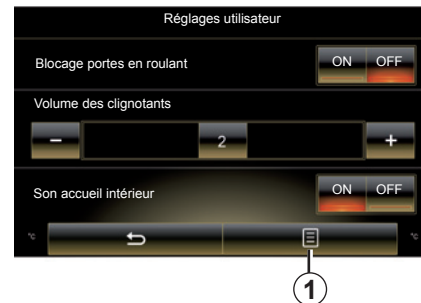 Réglages utilisateur
Blocage portes en roulant ON OFF
Volume des clignotants
- 2 +
Son accueil intérieur ON OFF
°C °C
1